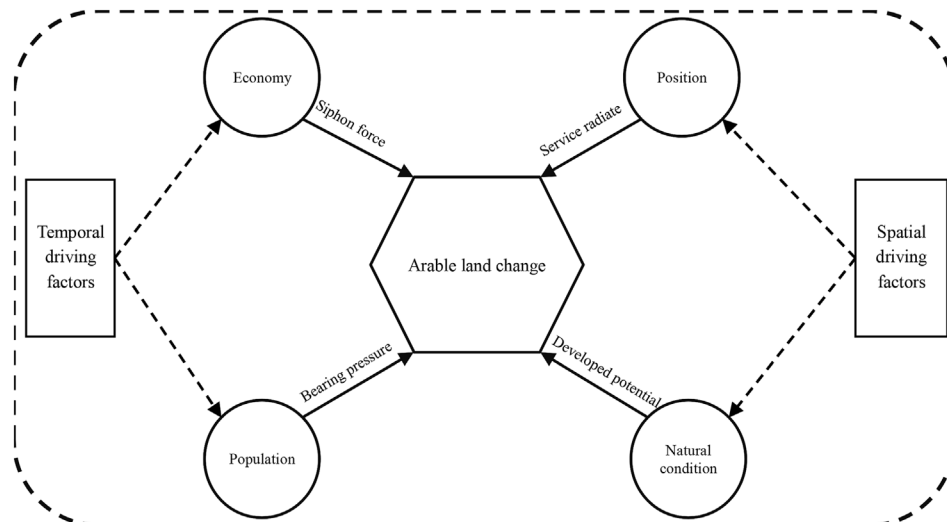 Economy
Position
Siphon force
Service radiate
Temporal
driving
factors
Arable land change
Spatial
driving
factors
Bearing pressure
Developed potential
Population
Natural
condition